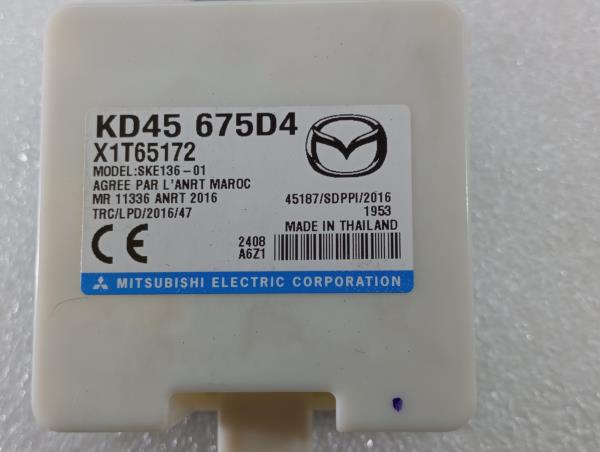 KD45 675D4
X1T65172
MODEL:SKE136-01
AGREE PAR L'ANRT MAROC
MR 11336 ANRT 2016
TRC/LPD/2016/47
45187/SDPPI/2016
1953
MADE IN THAILAND
CE
2408
A6Z1
MITSUBISHI ELECTRIC CORPORATION